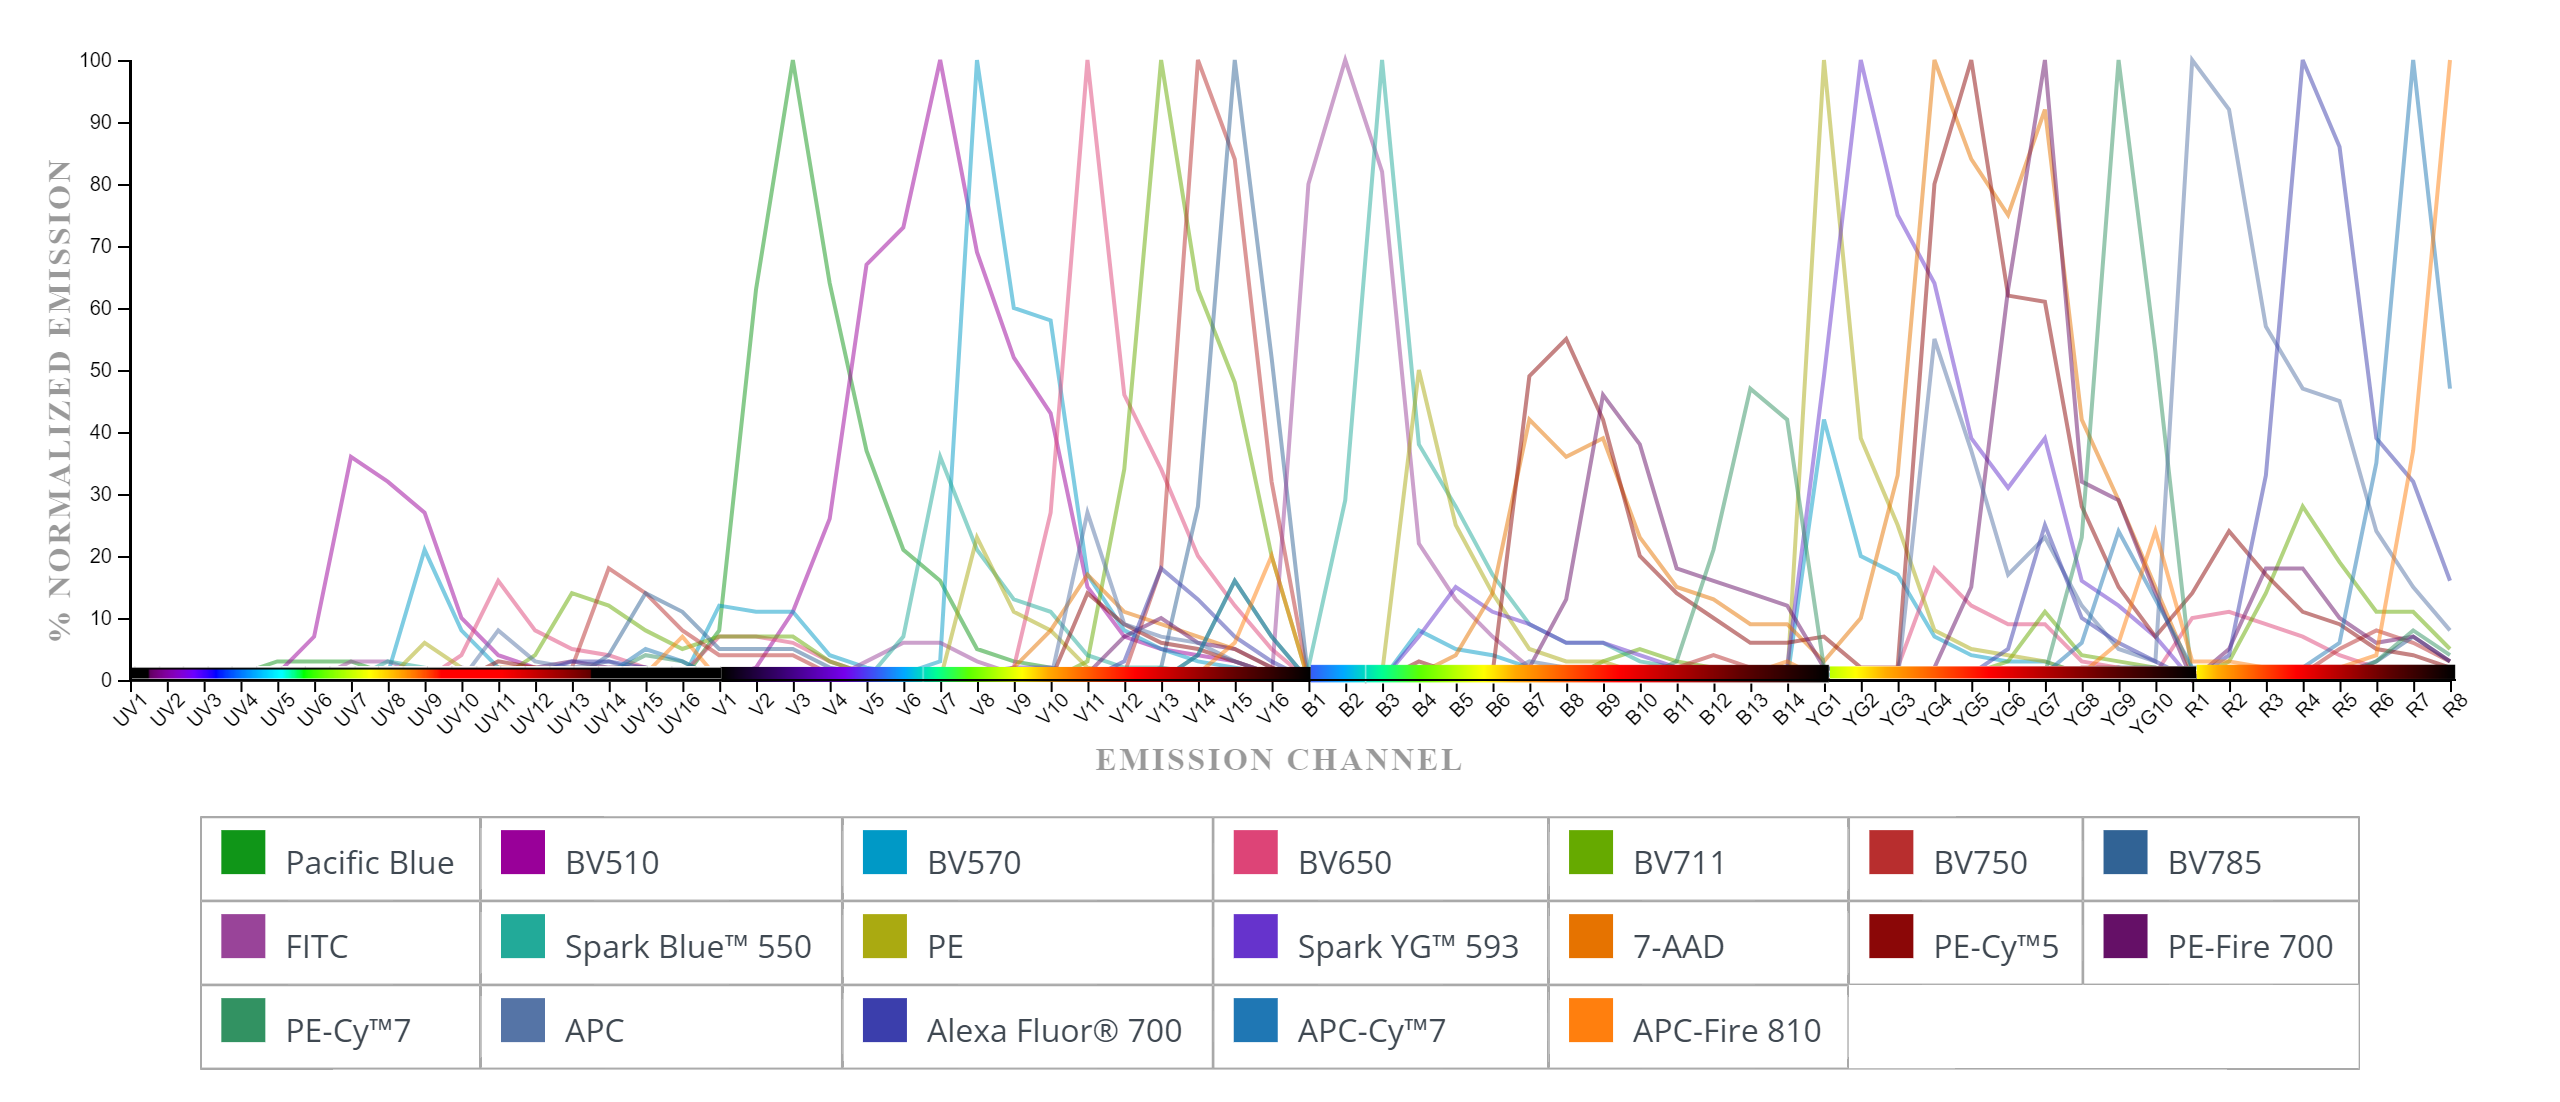 % NORMALIZED EMISSION
100
90
80
70
60
50
40
30
20
10
0
UV1 UV2 UV3 UV4 UV5 UV6 UV7 UV8 UV9 UV10 UV11 UV12 UV13 UV14 UV15 UV16 V1 V2 V3 V4 V5 V6 V7 V8 V9 V10 V11 V12 V13 V14 V15 V16 B1 B2 B3 B4 B5 B6 B7 B8 B9 B10 B11 B12 B13 B14 YG1 YG2 YG3 YG4 YG5 YG6 YG7 YG8 YG9 YG10 R1 R2 R3 R4 R5 R6 R7 R8
EMISSION CHANNEL
Pacific Blue BV510 BV570 BV650 BV711 BV750 BV785
FITC Spark Blue™ 550 PE Spark YG™ 593 7-AAD PE-Cy™5 PE-Fire 700
PE-Cy™7 APC Alexa Fluor® 700 APC-Cy™7 APC-Fire 810